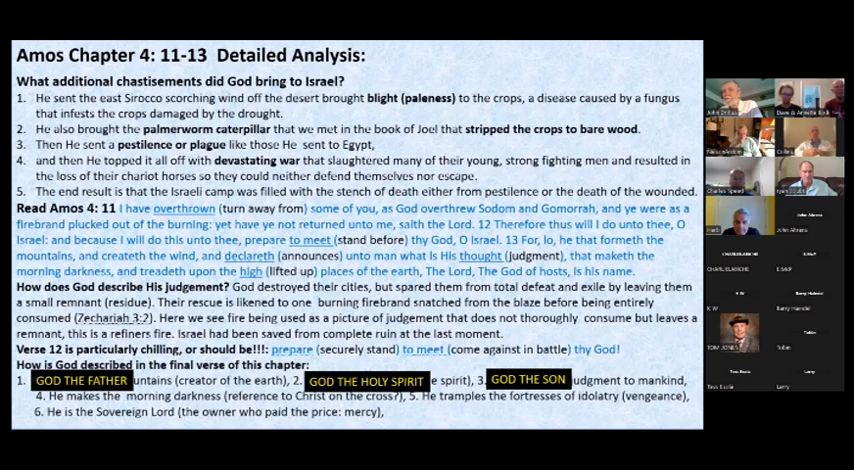 Amos Chapter 4: 11-13 Detailed Analysis:
What additional chastisements did God bring to Israel?
1. He sent the east Sirocco scorching wind off the desert brought blight (paleness) to the crops, a disease caused by a fungus
that infests the crops damaged by the drought.
2. He also brought the palmerworm caterpillar that we met in the book of Joel that stripped the crops to bare wood.
3. Then He sent a pestilence or plague like those He sent to Egypt,
4. and then He topped it all off with devastating war that slaughtered many of their young, strong fighting men and resulted in
the loss of their chariot horses so they could neither defend themselves nor escape.
5. The end result is that the Israeli camp was filled with the stench of death either from pestilence or the death of the wounded.
Read Amos 4: 11 I have overthrown (turn away from) some of you, as God overthrew Sodom and Gomorrah, and ye were as a
firebrand plucked out of the burning: yet have ye not returned unto me, saith the Lord. 12 Therefore thus will I do unto thee, O
Israel: and because I will do this unto thee, prepare to meet (stand before) thy God, O Israel. 13 For, lo, he that formeth the
mountains, and createth the wind, and declareth (announces) unto man what is His thought (judgment), that maketh the
morning darkness, and treadeth upon the high (lifted up) places of the earth, The Lord, The God of hosts, Is his name.
How does God describe His judgement? God destroyed their cities, but spared them from total defeat and exile by leaving them
a small remnant (residue). Their rescue is likened to one burning firebrand snatched from the blaze before being entirely
consumed (Zechariah 3:2). Here we see fire being used as a picture of judgement that does not thoroughly consume but leaves a
remnant, this is a refiners fire. Israel had been saved from complete ruin at the last moment.
Verse 12 is particularly chilling, or should be!!!: prepare (securely stand) to meet (come against in battle) thy God!
How is God described in the final verse of this chapter:
1. GOD THE FATHER untains (creator of the earth), 2. GOD THE HOLY SPIRIT e spirit), 3. GOD THE SON udgment to mankind,
4. He makes the morning darkness (reference to Christ on the cross?), 5. He tramples the fortresses of idolatry (vengeance),
6. He is the Sovereign Lord (the owner who paid the price: mercy),
Charles Speed
John Ahrens
John Ahrens
CHARLIELABICHE
K W
Barry Haendel
Barry Haendel
TOM JONES
Tobin
Tobin
Tess Basile
Larry
Larry